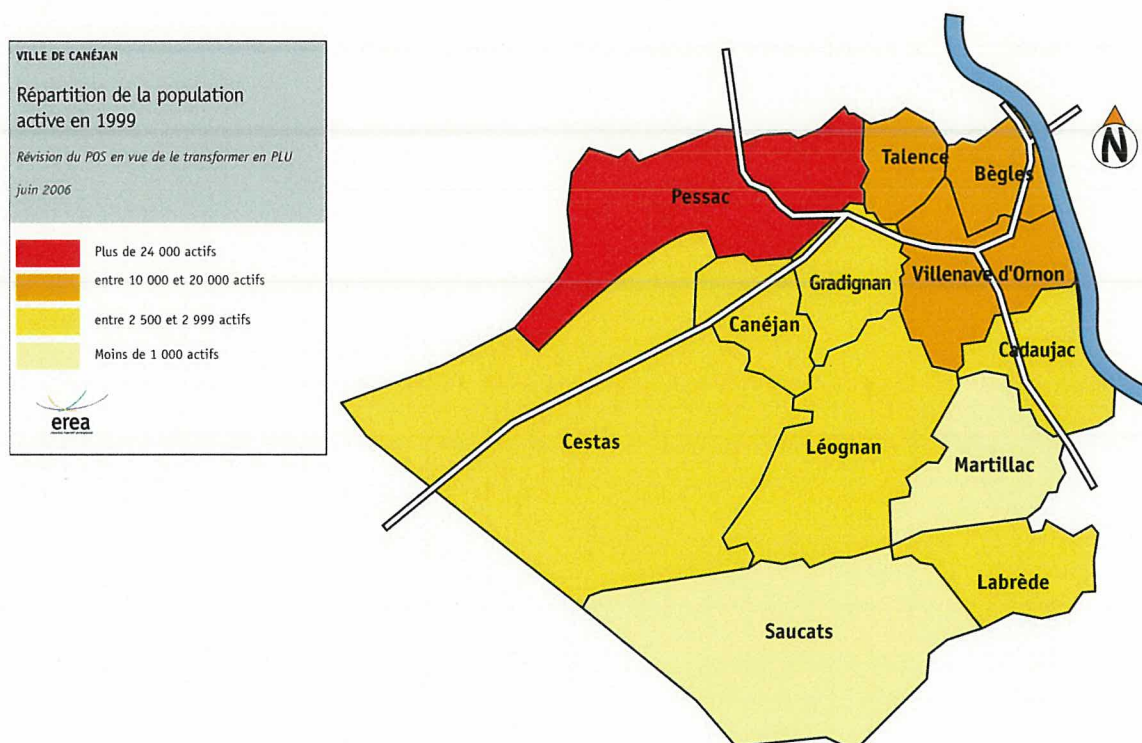 VILLE DE CANÉJAN
Répartition de la population
active en 1999
Révision du POS en vue de le transformer en PLU
juin 2006
Plus de 24 000 actifs
entre 10 000 et 20 000 actifs
entre 2 500 et 2 999 actifs
Moins de 1 000 actifs
erea
N
Talence
Bègles
Pessac
Villenave d'Ornon
Gradignan
Canéjan
Cadaujac
Cestas
Léognan
Martillac
Labrède
Saucats